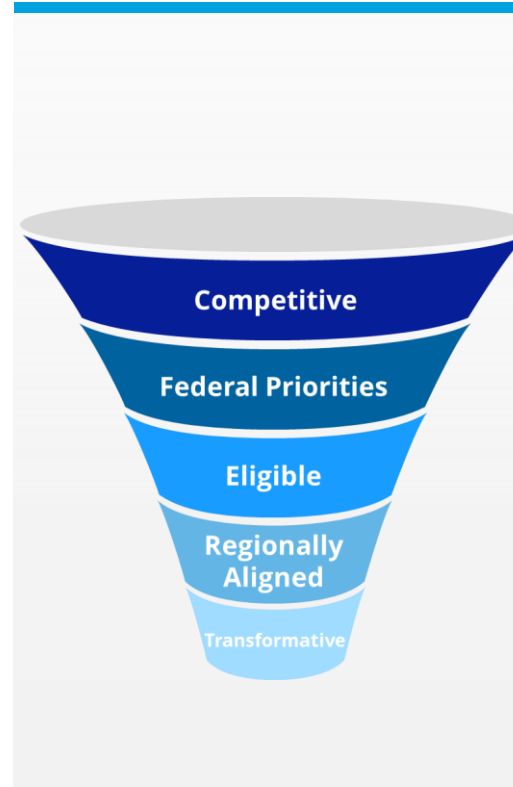 Competitive
Federal Priorities
Eligible
Regionally
Aligned
Transformative